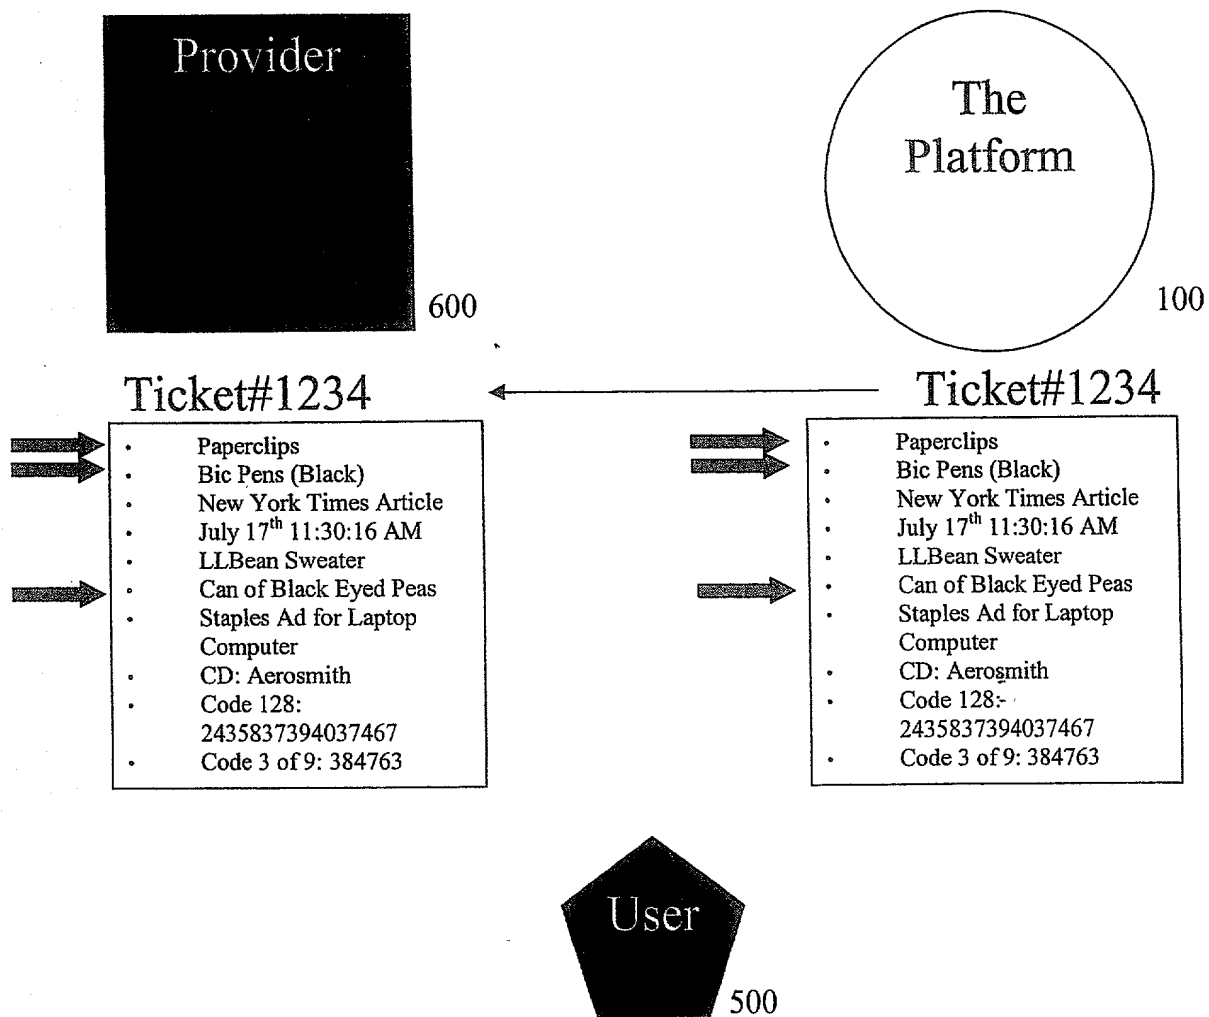 Provider
The
Platform
600
100
Ticket#1234
Ticket#1234
• Paperclips
• Bic Pens (Black)
• New York Times Article
• July 17th 11:30:16 AM
• LLBean Sweater
• Can of Black Eyed Peas
• Staples Ad for Laptop
Computer
• CD: Aerosmith
• Code 128:
2435837394037467
• Code 3 of 9: 384763
• Paperclips
• Bic Pens (Black)
• New York Times Article
• July 17th 11:30:16 AM
• LLBean Sweater
• Can of Black Eyed Peas
• Staples Ad for Laptop
Computer
• CD: Aerosmith
• Code 128:-
2435837394037467
• Code 3 of 9: 384763
User
500